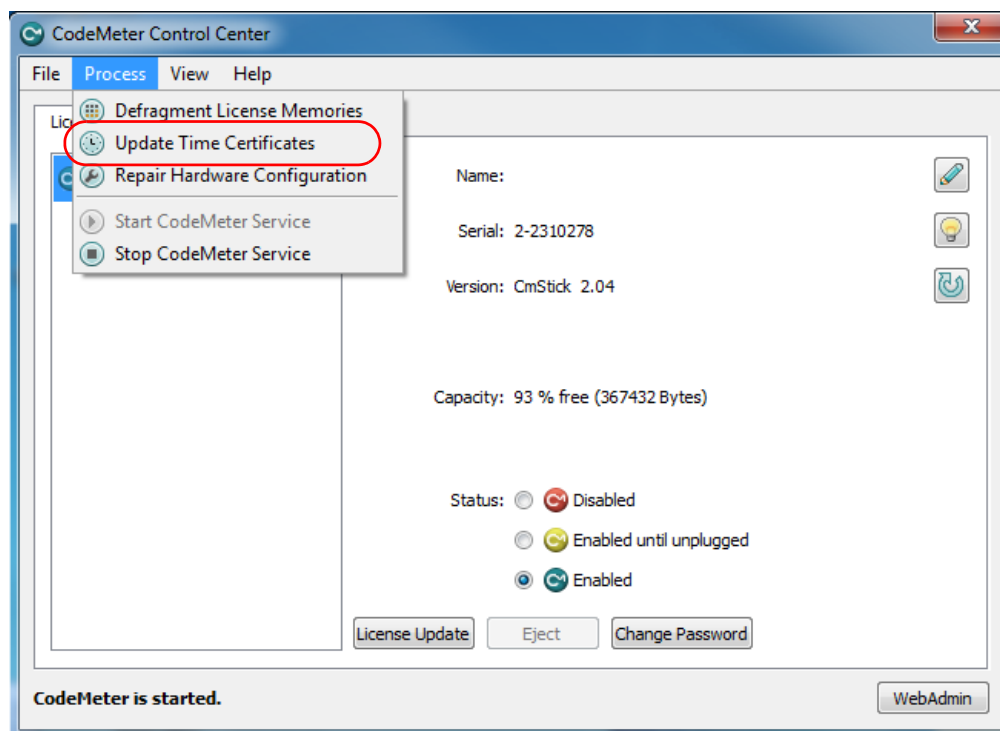 CodeMeter Control Center
File Process View Help
Defragment License Memories
Update Time Certificates
Repair Hardware Configuration
Start CodeMeter Service
Stop CodeMeter Service
Name:
Serial: 2-2310278
Version: CmStick 2.04
Capacity: 93 % free (367432 Bytes)
Status: Disabled
Enabled until unplugged
Enabled
License Update Eject Change Password
CodeMeter is started. WebAdmin